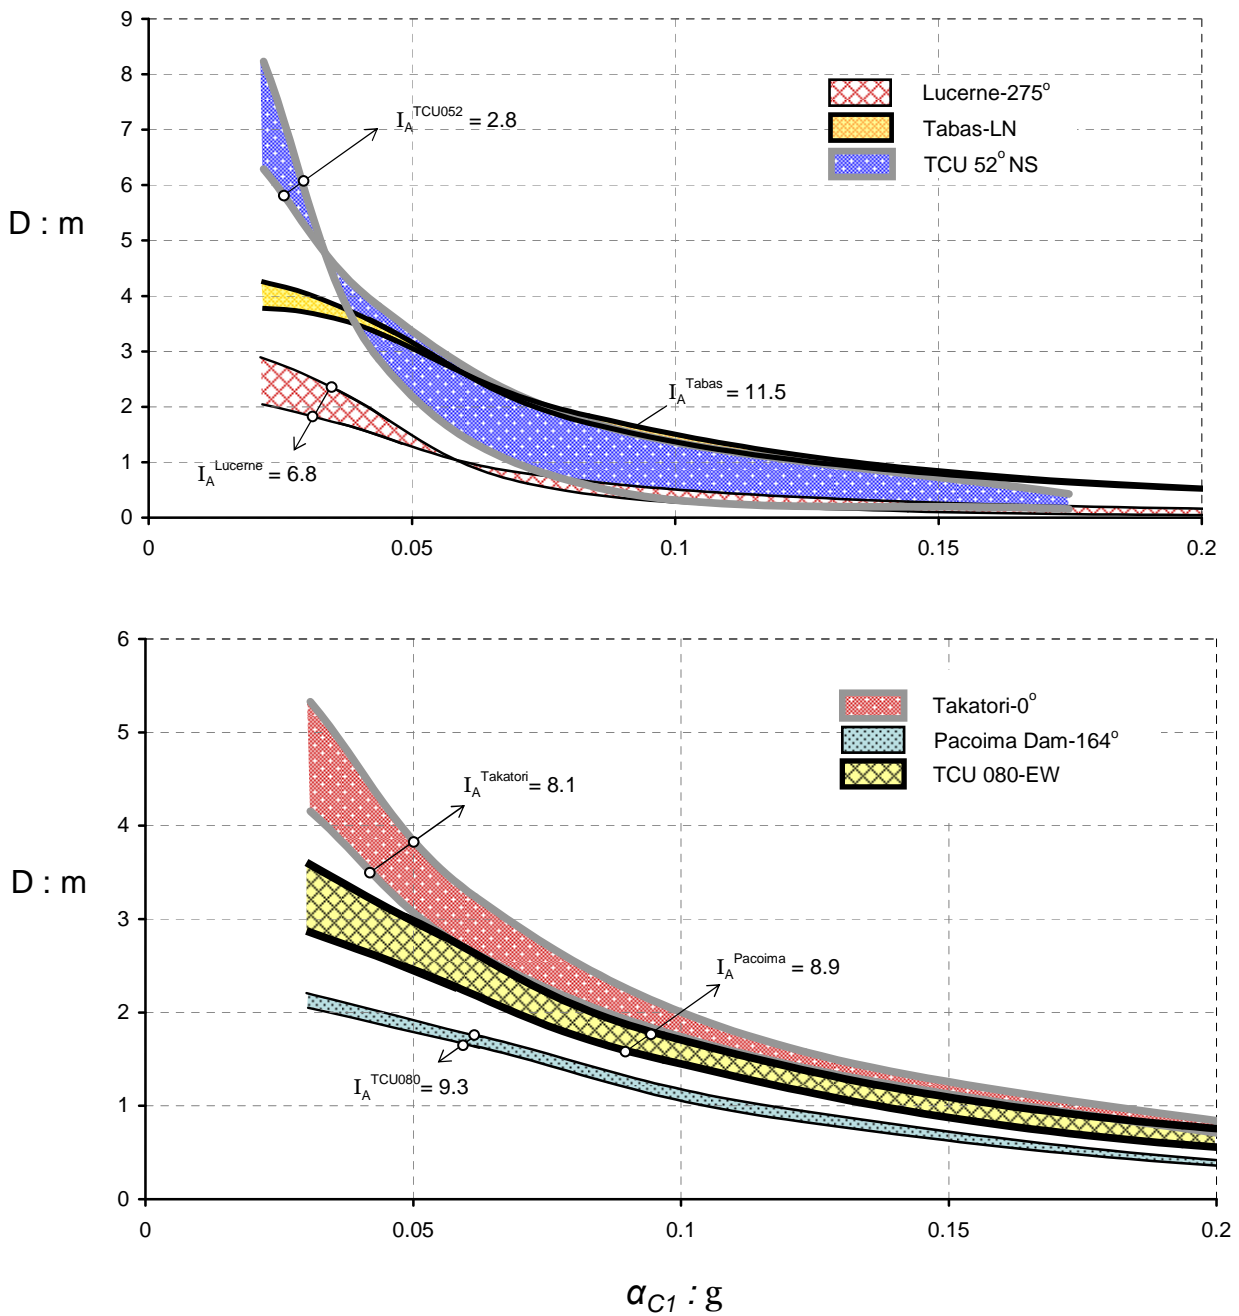 9
8
7
6
5
4
3
2
1
0
D : m
I_A^TCU052 = 2.8
Lucerne-275°
Tabas-LN
TCU 52° NS
I_A^Tabas = 11.5
I_A^Lucerne = 6.8
0 0.05 0.1 0.15 0.2
6
5
4
3
2
1
0
D : m
Takatori-0°
Pacoima Dam-164°
TCU 080-EW
I_A^Takatori = 8.1
I_A^Pacoima = 8.9
I_A^TCU080 = 9.3
0 0.05 0.1 0.15 0.2
α_C1 : g